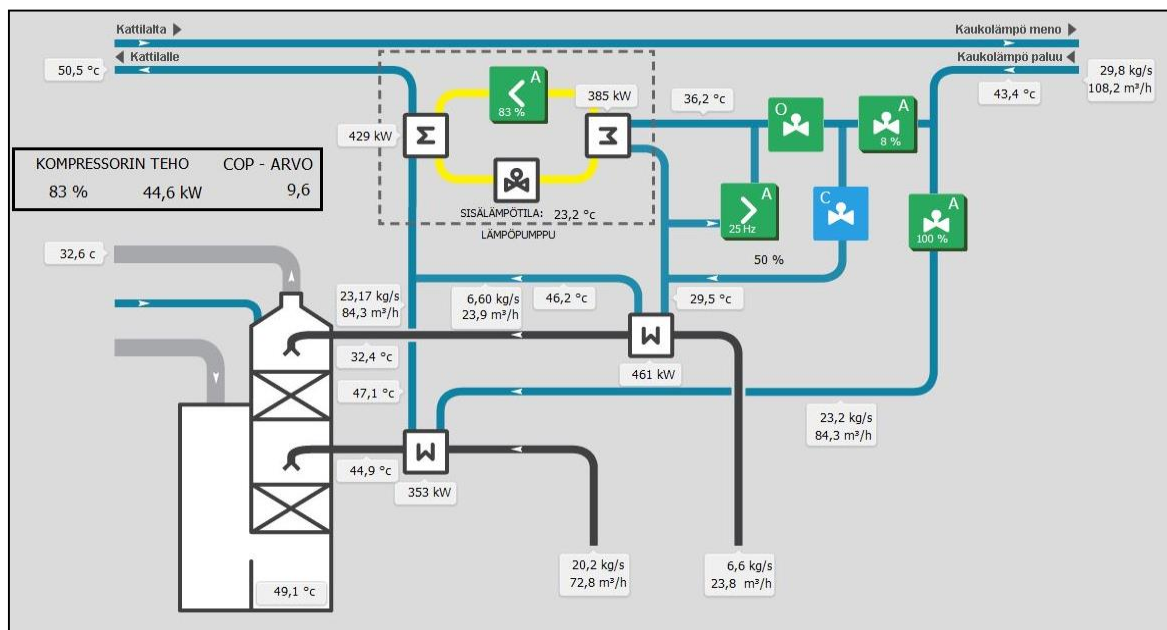 Kattilalta
Kaukolämpö meno
Kattilalle
Kaukolämpö paluu
50,5 °c
29,8 kg/s
108,2 m³/h
43,4 °c
A
83 %
385 kW
36,2 °c
O
A
8 %
429 kW
KOMPRESSORIN TEHO
COP - ARVO
83 %
44,6 kW
9,6
SISÄLÄMPÖTILA:
23,2 °c
LÄMPÖPUMPPU
A
25 Hz
C
A
100 %
50 %
32,6 c
23,17 kg/s
84,3 m³/h
6,60 kg/s
23,9 m³/h
46,2 °c
29,5 °c
32,4 °c
461 kW
47,1 °c
23,2 kg/s
84,3 m³/h
44,9 °c
353 kW
20,2 kg/s
72,8 m³/h
6,6 kg/s
23,8 m³/h
49,1 °c